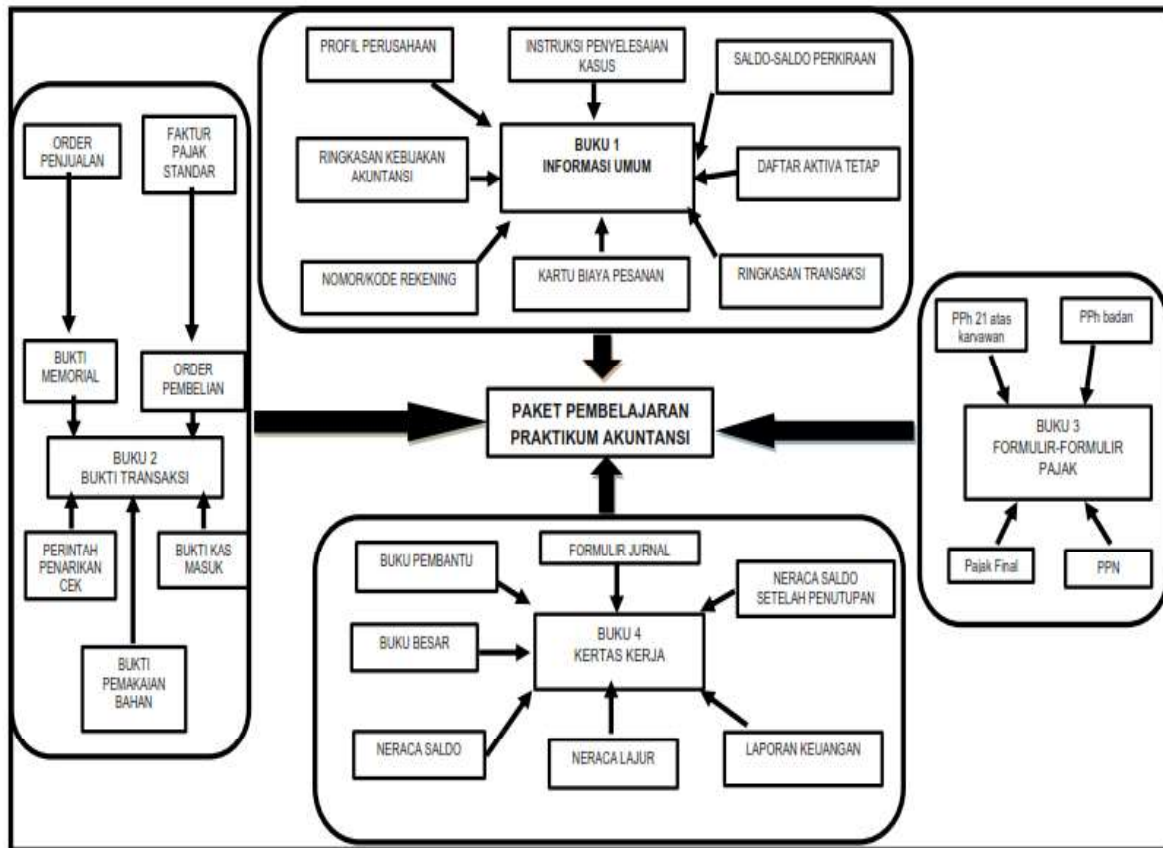 PROFIL PERUSAHAAN
INSTRUKSI PENYELESAIAN
KASUS
SALDO-SALDO PERKIRAAN
BUKU 1
INFORMASI UMUM
RINGKASAN KEBIJAKAN
AKUNTANSI
DAFTAR AKTIVA TETAP
NOMOR/KODE REKENING
KARTU BIAYA PESANAN
RINGKASAN TRANSAKSI
ORDER
PENJUALAN
FAKTUR
PAJAK
STANDAR
BUKTI
MEMORIAL
ORDER
PEMBELIAN
BUKU 2
BUKTI TRANSAKSI
PERINTAH
PENARIKAN
CEK
BUKTI KAS
MASUK
BUKTI
PEMAKAIAN
BAHAN
PAKET PEMBELAJARAN
PRAKTIKUM AKUNTANSI
PPh 21 atas
karvawan
PPh badan
BUKU 3
FORMULIR-FORMULIR
PAJAK
Pajak Final
PPN
BUKU PEMBANTU
FORMULIR JURNAL
NERACA SALDO
SETELAH PENUTUPAN
BUKU BESAR
BUKU 4
KERTAS KERJA
NERACA SALDO
NERACA LAJUR
LAPORAN KEUANGAN